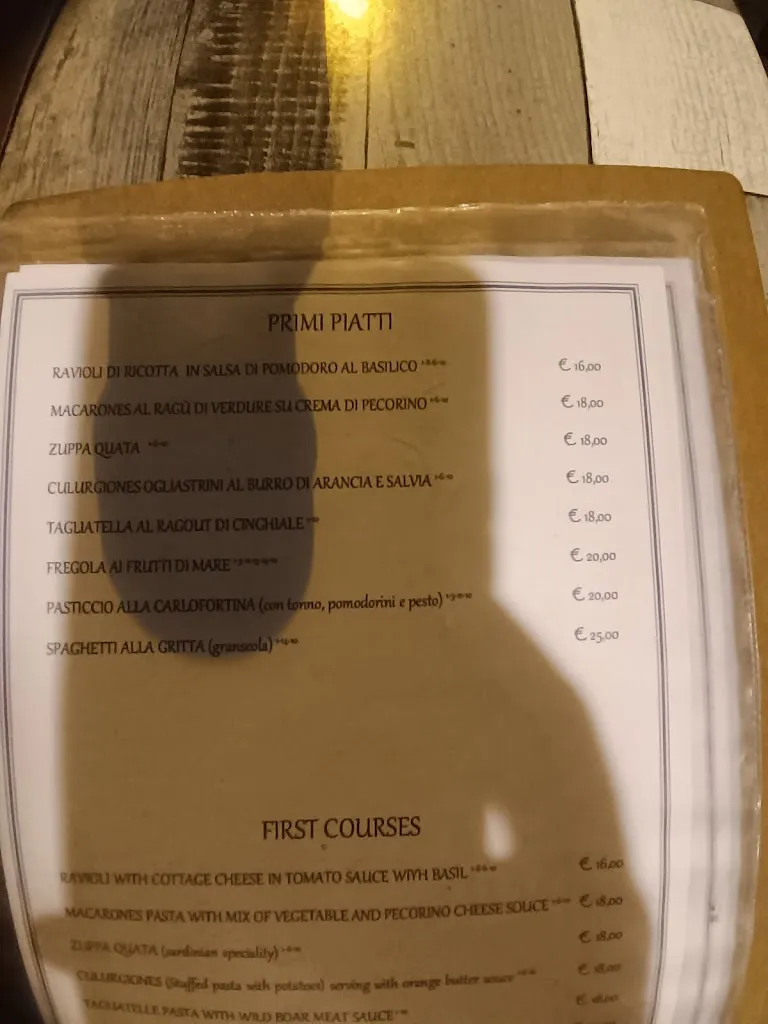 PRIMI PIATTI
RAVIOLI DI RICOTTA IN SALSA DI POMODORO AL BASILICO € 16,00
MACARONES AL RAGÙ DI VERDURE SU CREMA DI PECORINO € 18,00
ZUPPA QUATA € 18,00
CULURGIONES OGLIASTRINI AL BURRO DI ARANCIA E SALVIA € 18,00
TAGLIATELLA AL RAGOUT DI CINGHIALE € 18,00
FREGOLA AI FRUTTI DI MARE € 20,00
PASTICCIO ALLA CARLOFORTINA (con tonno, pomodorini e pesto) € 20,00
SPAGHETTI ALLA GRITTA (granseola) € 25,00
FIRST COURSES
RAVIOLI WITH COTTAGE CHEESE IN TOMATO SAUCE WIYH BASIL € 16,00
MACARONES PASTA WITH MIX OF VEGETABLE AND PECORINO CHEESE SOUCE € 18,00
ZUPPA QUATA (sardinian speciality) € 18,00
CULURGIONES (Stuffed pasta with potatoes) serving with orange butter souce € 18,00
TAGLIATELLE PASTA WITH WILD BOAR MEAT SAUCE € 18,00